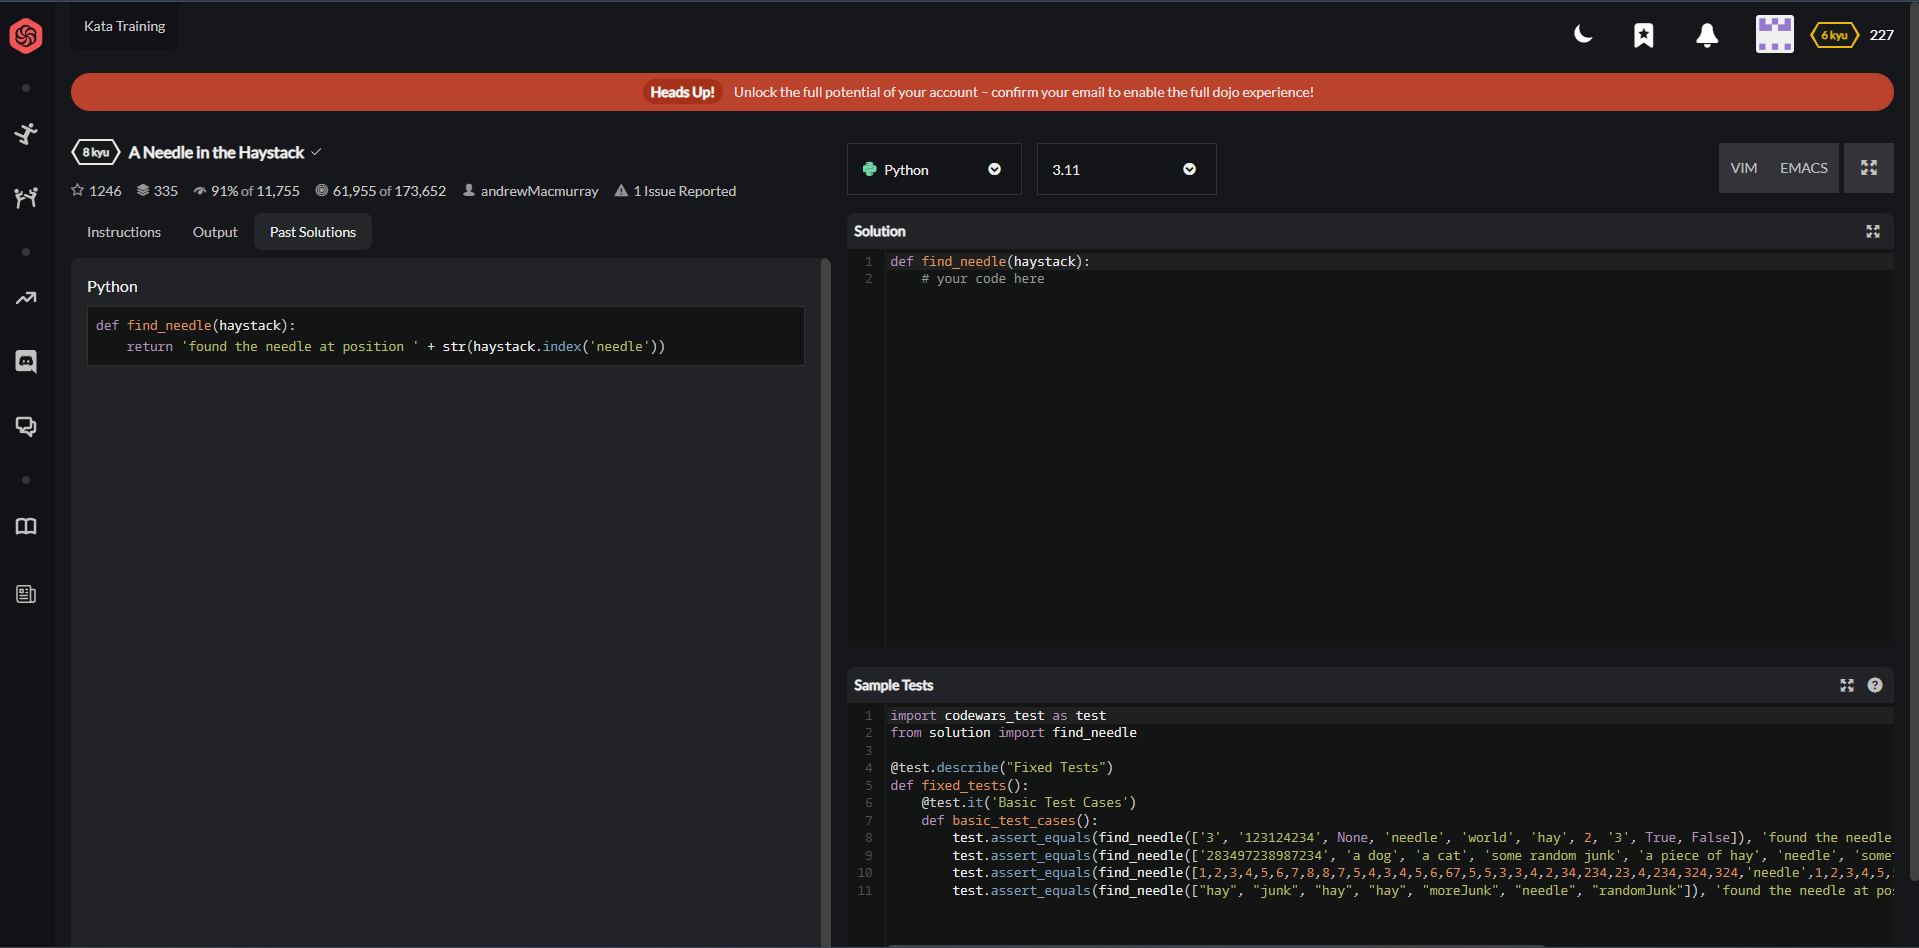 Kata Training
6 kyu
227
Heads Up! Unlock the full potential of your account – confirm your email to enable the full dojo experience!
8 kyu A Needle in the Haystack
1246 335 91% of 11,755 61,955 of 173,652 andrewMacmurray 1 Issue Reported
Instructions Output Past Solutions
Python
def find_needle(haystack):
    return 'found the needle at position ' + str(haystack.index('needle'))
Python 3.11 VIM EMACS
Solution
1 def find_needle(haystack):
2     # your code here
Sample Tests
1 import codewars_test as test
2 from solution import find_needle
3
4 @test.describe("Fixed Tests")
5 def fixed_tests():
6     @test.it('Basic Test Cases')
7     def basic_test_cases():
8         test.assert_equals(find_needle(['3', '123124234', None, 'needle', 'world', 'hay', 2, '3', True, False]), 'found the needle
9         test.assert_equals(find_needle(['283497238987234', 'a dog', 'a cat', 'some random junk', 'a piece of hay', 'needle', 'some
10         test.assert_equals(find_needle([1,2,3,4,5,6,7,8,8,7,5,4,3,4,5,6,67,5,5,3,3,4,2,34,234,23,4,234,324,324,'needle',1,2,3,4,5,
11         test.assert_equals(find_needle(["hay", "junk", "hay", "hay", "moreJunk", "needle", "randomJunk"]), 'found the needle at po